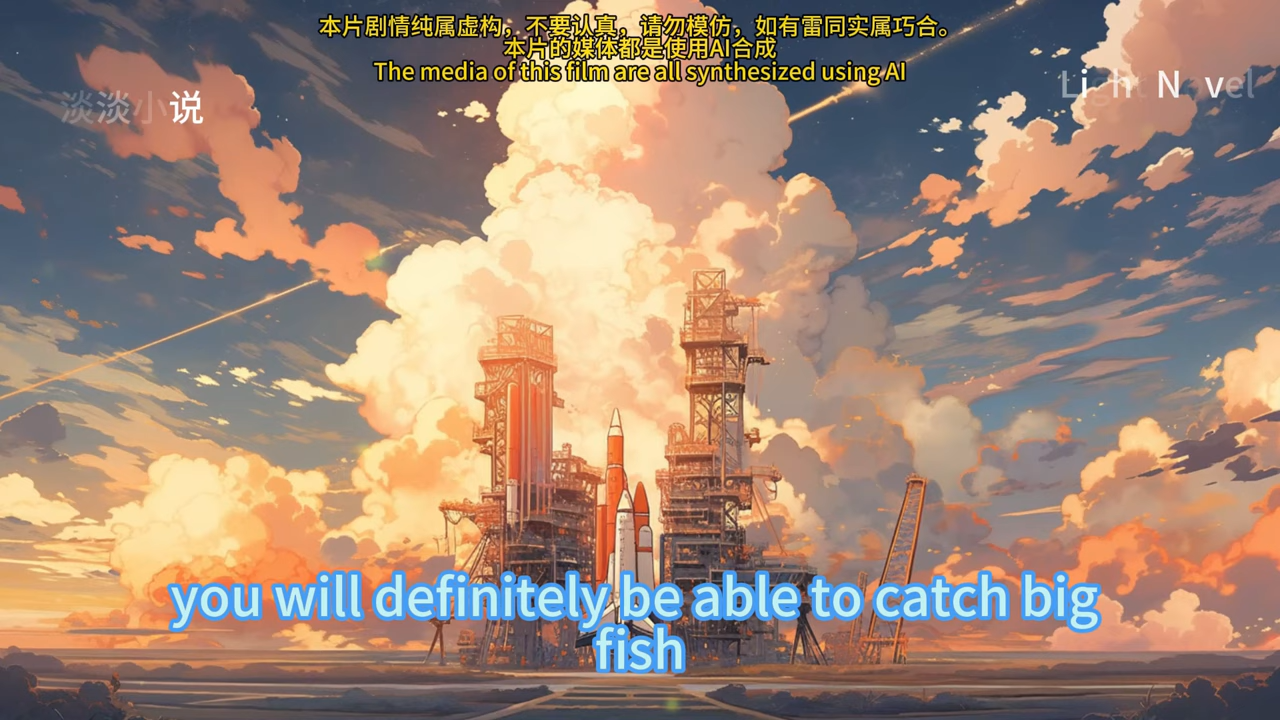 本片剧情纯属虚构，不要认真，请勿模仿，如有雷同实属巧合。
本片的媒体都是使用AI合成
The media of this film are all synthesized using AI
淡淡小说
Light Novel
you will definitely be able to catch big
fish